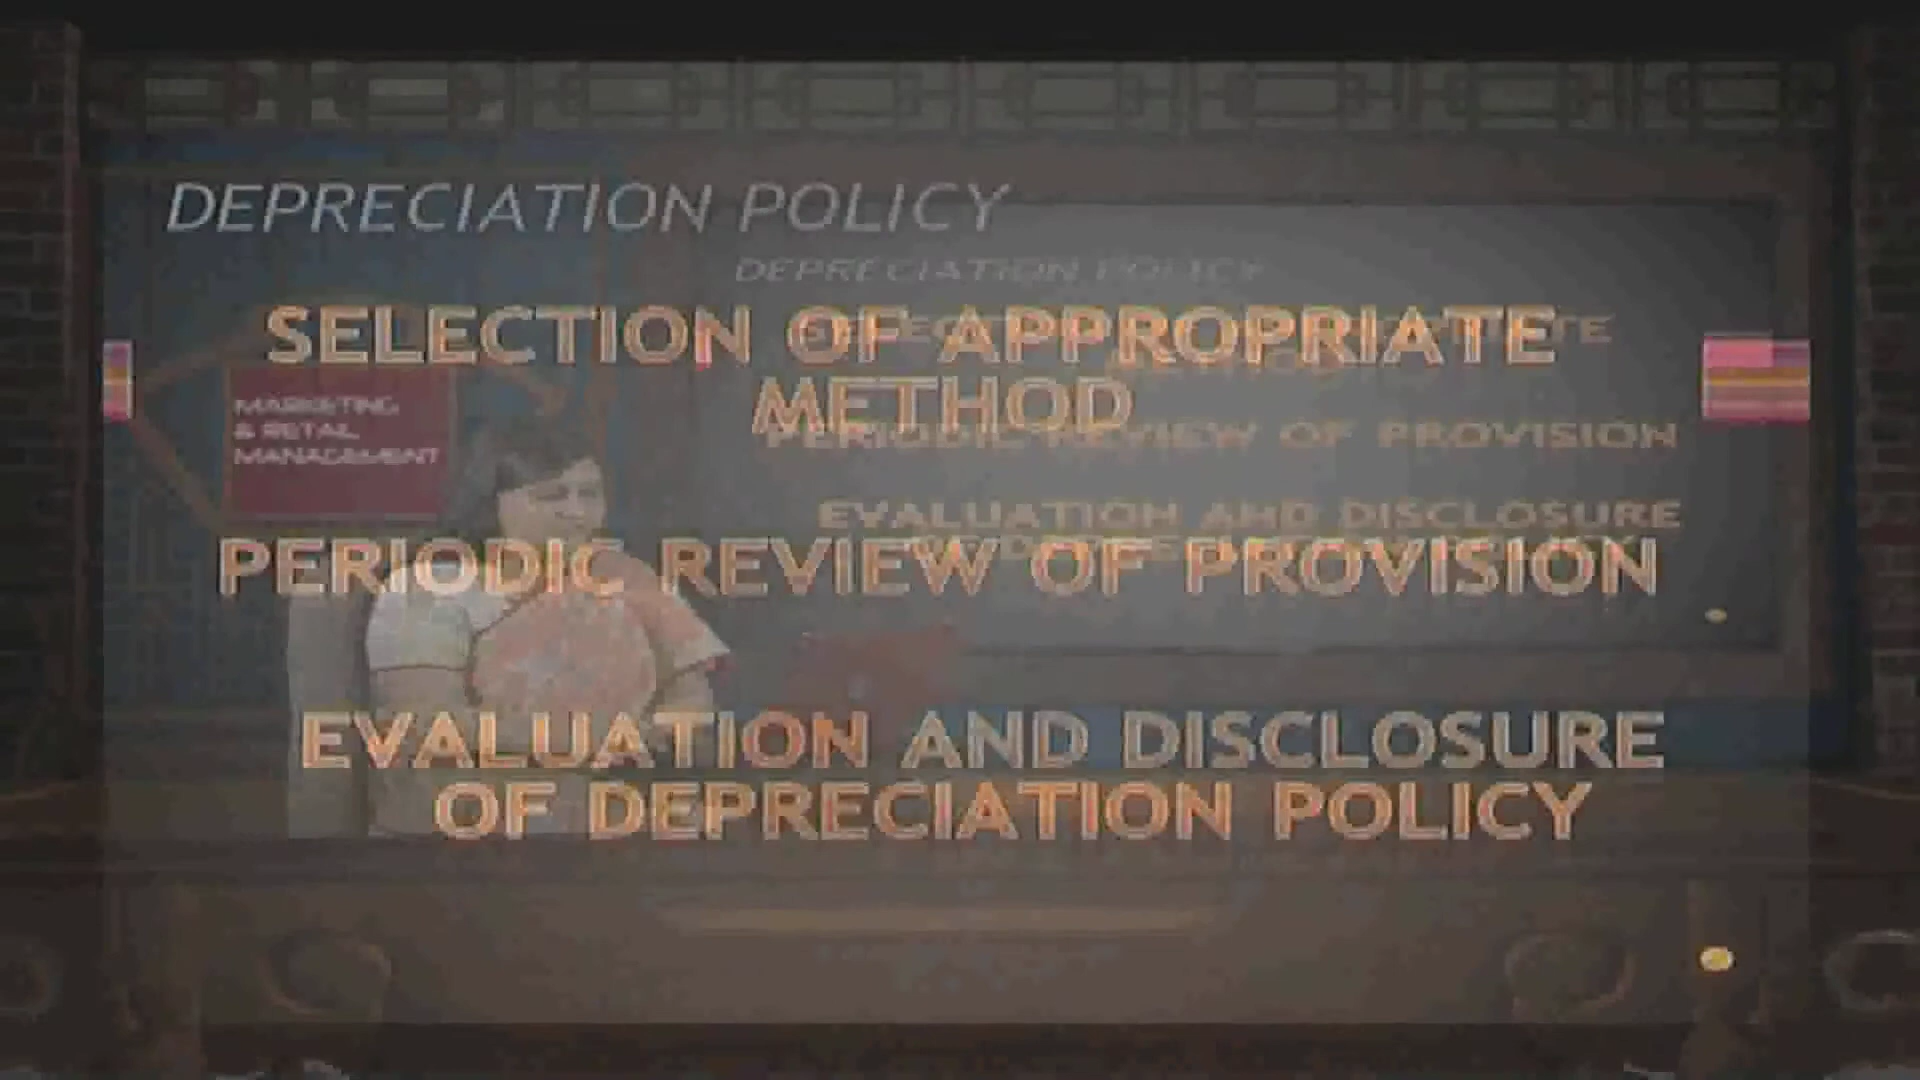 DEPRECIATION POLICY
DEPRECIATION POLICY
SELECTION OF APPROPRIATE
METHOD
MARKETING
& RETAIL
MANAGEMENT
PERIODIC REVIEW OF PROVISION
EVALUATION AND DISCLOSURE
PERIODIC REVIEW OF PROVISION
EVALUATION AND DISCLOSURE
OF DEPRECIATION POLICY